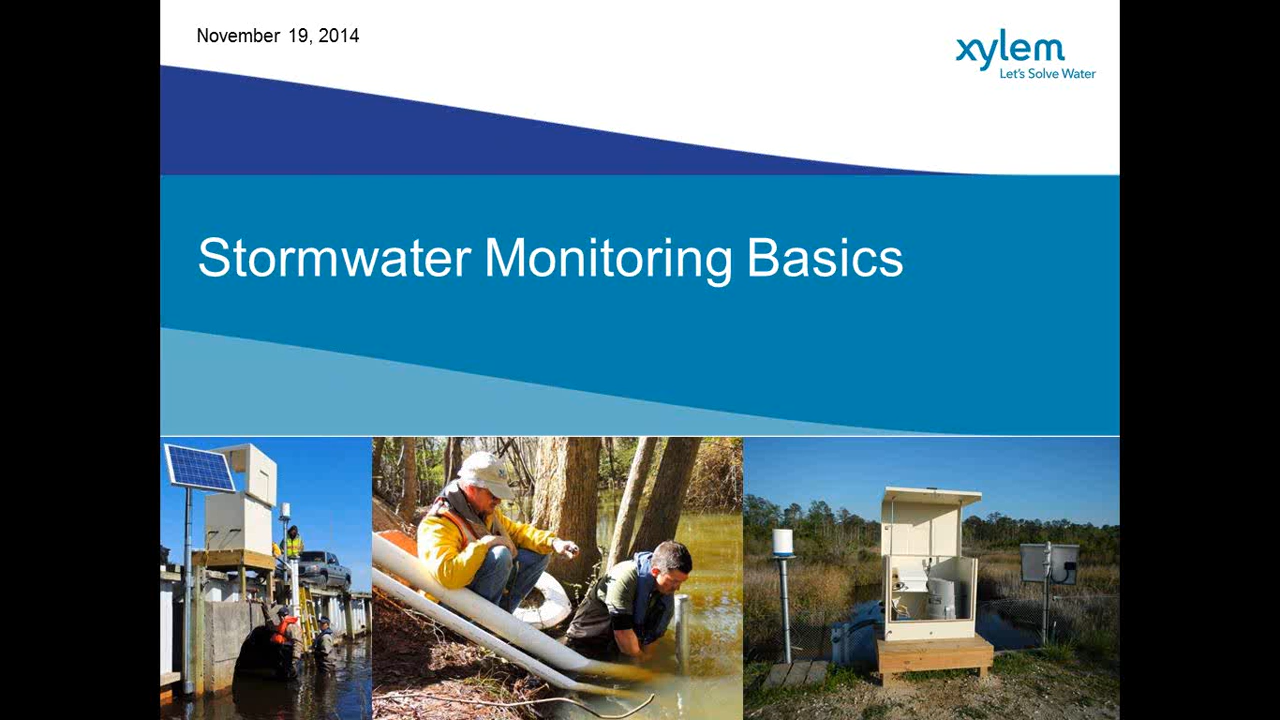 November 19, 2014
xylem
Let's Solve Water
Stormwater Monitoring Basics